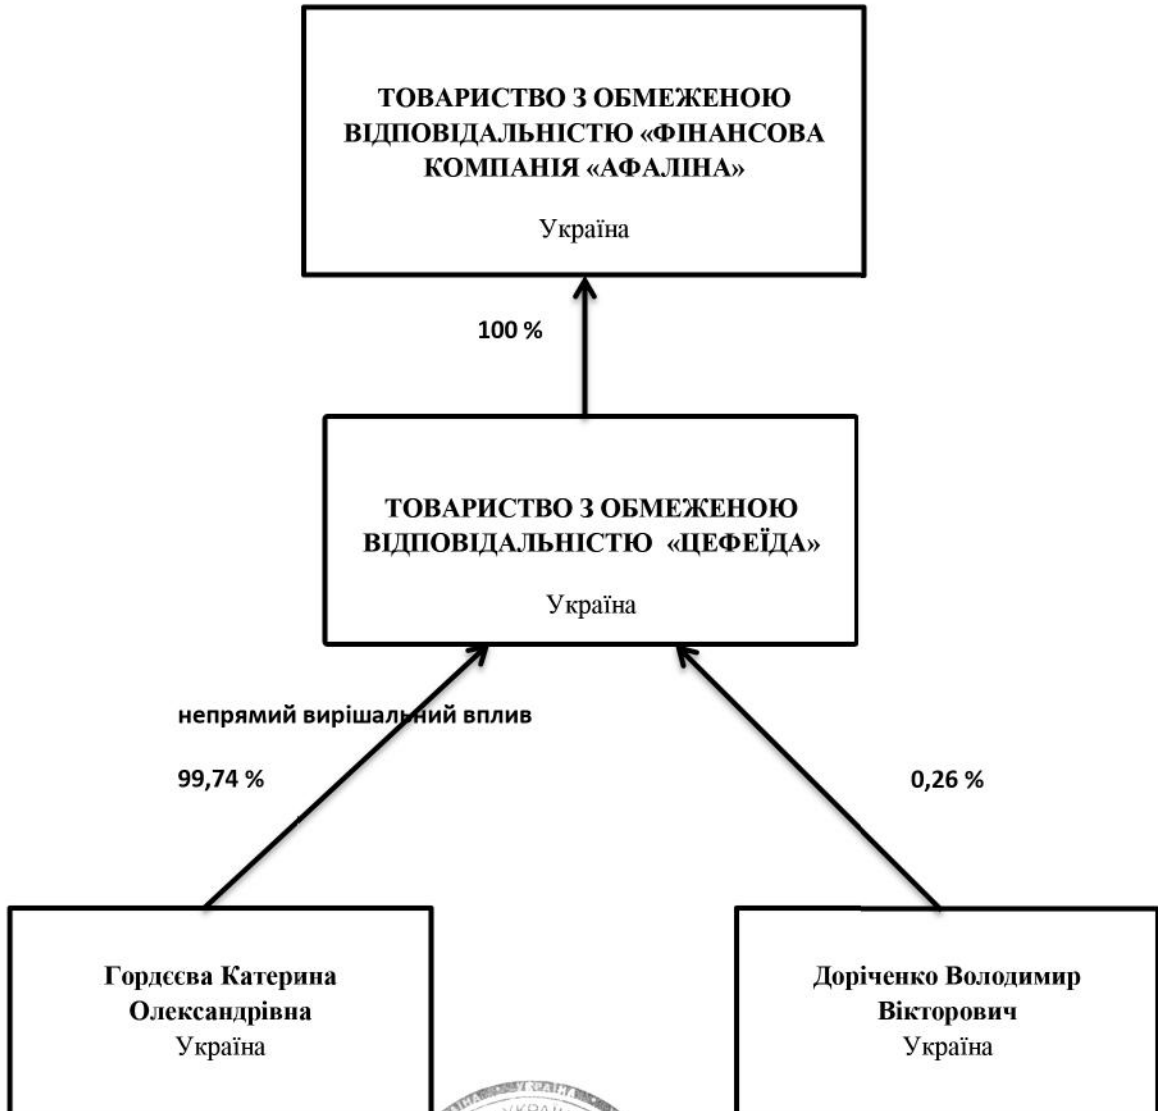 ТОВАРИСТВО З ОБМЕЖЕНОЮ
ВІДПОВІДАЛЬНІСТЮ «ФІНАНСОВА
КОМПАНІЯ «АФАЛІНА»
Україна
100 %
ТОВАРИСТВО З ОБМЕЖЕНОЮ
ВІДПОВІДАЛЬНІСТЮ «ЦЕФЕЇДА»
Україна
непрямий вирішальний вплив
99,74 %
0,26 %
Гордєєва Катерина
Олександрівна
Україна
Доріченко Володимир
Вікторович
Україна
УКРАЇНА